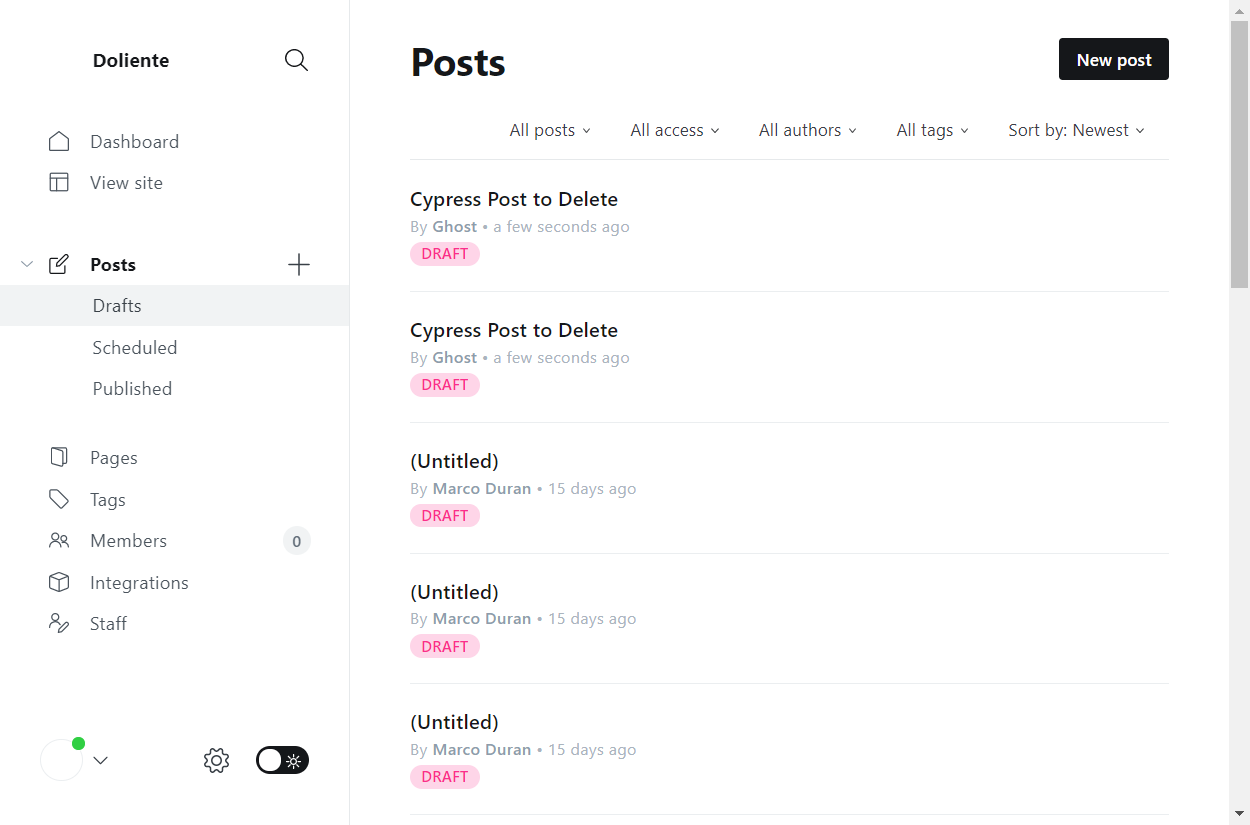 Doliente
Dashboard
View site
Posts
Drafts
Scheduled
Published
Pages
Tags
Members 0
Integrations
Staff
Posts
New post
All posts All access All authors All tags Sort by: Newest
Cypress Post to Delete
By Ghost • a few seconds ago
DRAFT
Cypress Post to Delete
By Ghost • a few seconds ago
DRAFT
(Untitled)
By Marco Duran • 15 days ago
DRAFT
(Untitled)
By Marco Duran • 15 days ago
DRAFT
(Untitled)
By Marco Duran • 15 days ago
DRAFT